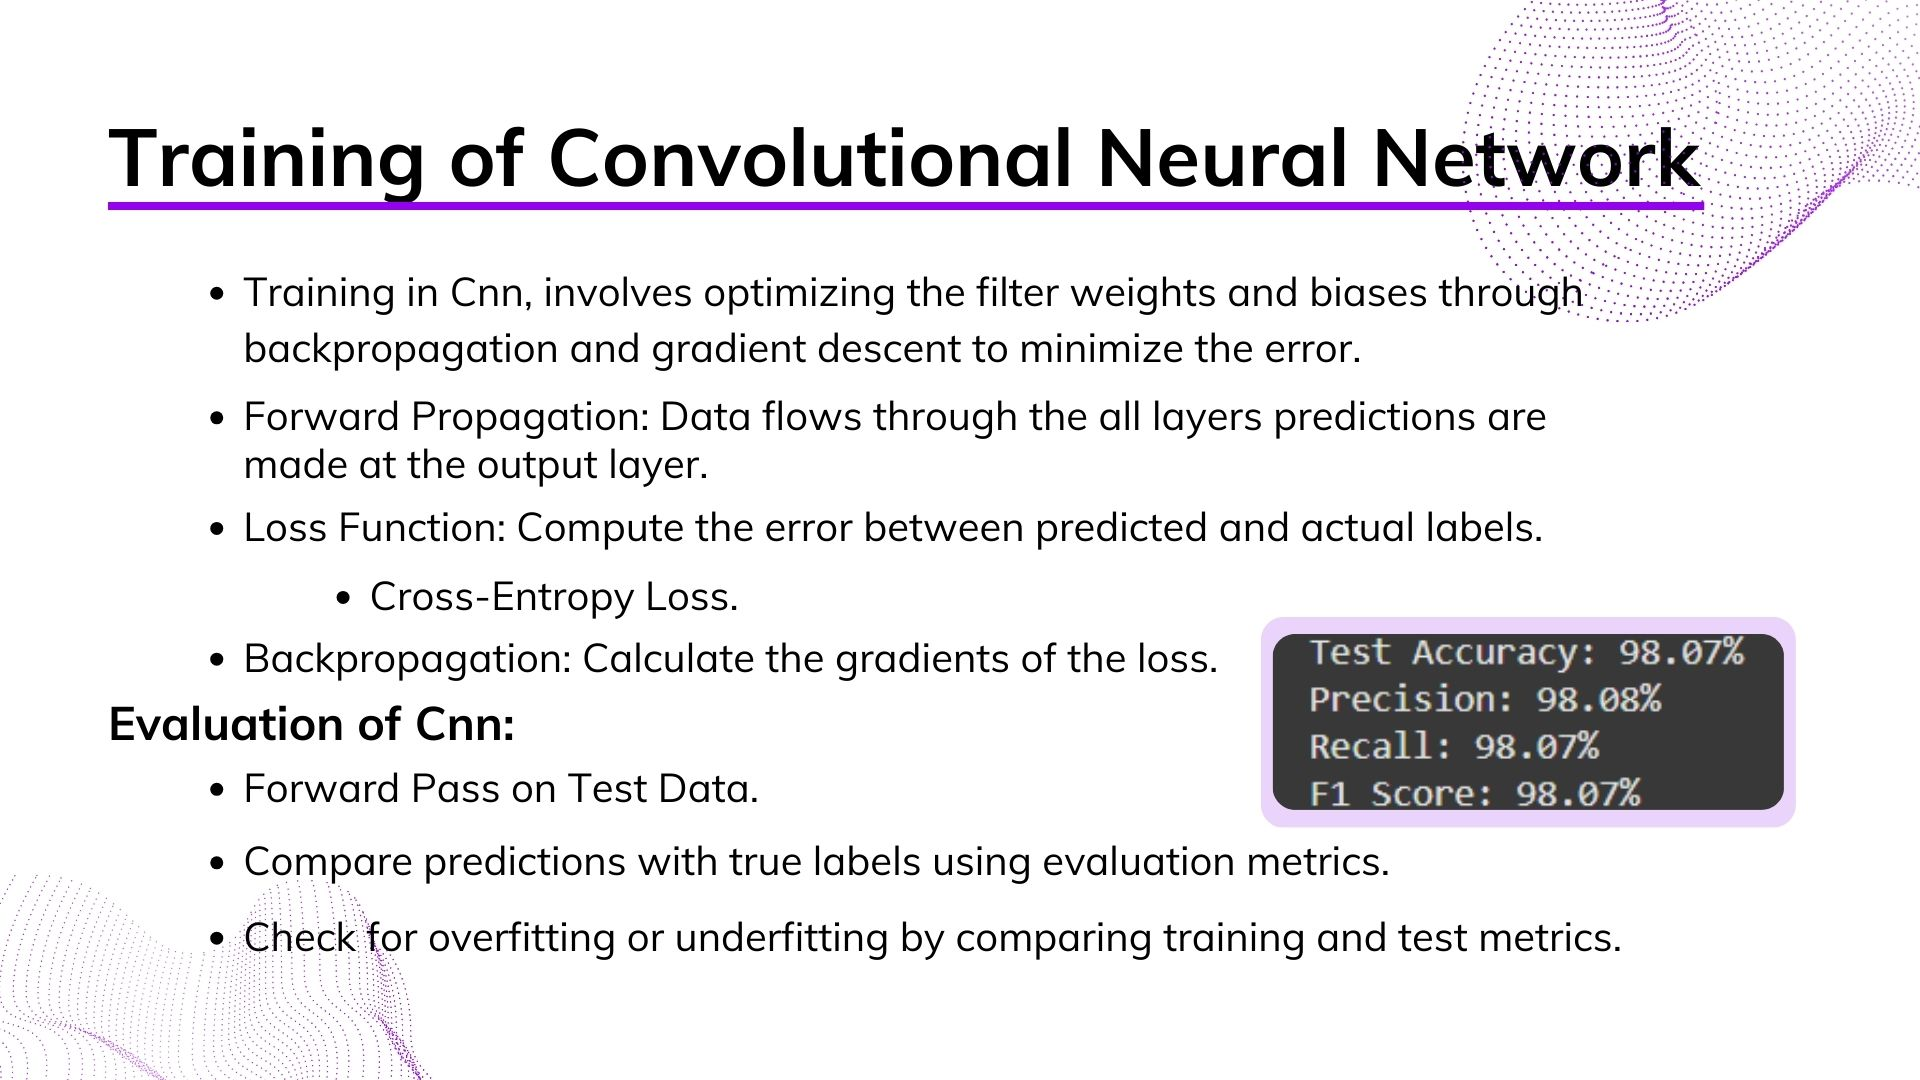 Training of Convolutional Neural Network
• Training in Cnn, involves optimizing the filter weights and biases through
backpropagation and gradient descent to minimize the error.
• Forward Propagation: Data flows through the all layers predictions are
made at the output layer.
• Loss Function: Compute the error between predicted and actual labels.
• Cross-Entropy Loss.
• Backpropagation: Calculate the gradients of the loss.
Test Accuracy: 98.07%
Precision: 98.08%
Recall: 98.07%
F1 Score: 98.07%
Evaluation of Cnn:
• Forward Pass on Test Data.
• Compare predictions with true labels using evaluation metrics.
• Check for overfitting or underfitting by comparing training and test metrics.